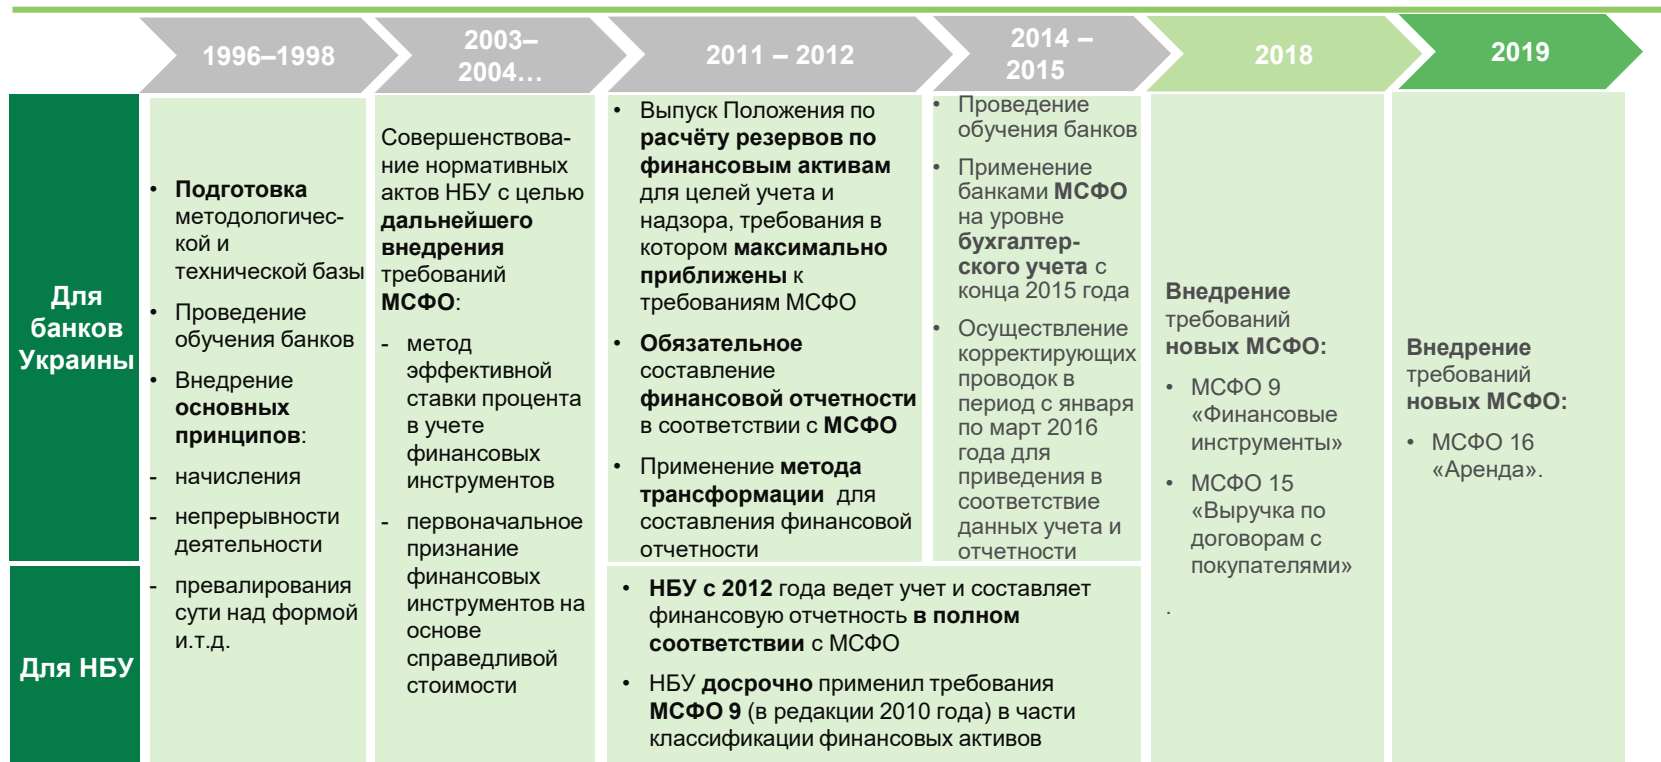 1996–1998
2003–
2004…
2011 – 2012
2014 –
2015
2018
2019
Для
банков
Украины
Для НБУ
• Подготовка
методологичес-
кой и
технической базы
• Проведение
обучения банков
• Внедрение
основных
принципов:
- начисления
- непрерывности
деятельности
- превалирования
сути над формой
и.т.д.
Совершенствова-
ние нормативных
актов НБУ с целью
дальнейшего
внедрения
требований
МСФО:
- метод
эффективной
ставки процента
в учете
финансовых
инструментов
- первоначальное
признание
финансовых
инструментов на
основе
справедливой
стоимости
• Выпуск Положения по
расчёту резервов по
финансовым активам
для целей учета и
надзора, требования в
котором максимально
приближены к
требованиям МСФО
• Обязательное
составление
финансовой отчетности
в соответствии с МСФО
• Применение метода
трансформации для
составления финансовой
отчетности
• Проведение
обучения банков
• Применение
банками МСФО
на уровне
бухгалтер-
ского учета с
конца 2015 года
• Осуществление
корректирующих
проводок в
период с января
по март 2016
года для
приведения в
соответствие
данных учета и
отчетности
• НБУ с 2012 года ведет учет и составляет
финансовую отчетность в полном
соответствии с МСФО
• НБУ досрочно применил требования
МСФО 9 (в редакции 2010 года) в части
классификации финансовых активов
Внедрение
требований
новых МСФО:
• МСФО 9
«Финансовые
инструменты»
• МСФО 15
«Выручка по
договорам с
покупателями»
.
Внедрение
требований
новых МСФО:
• МСФО 16
«Аренда».